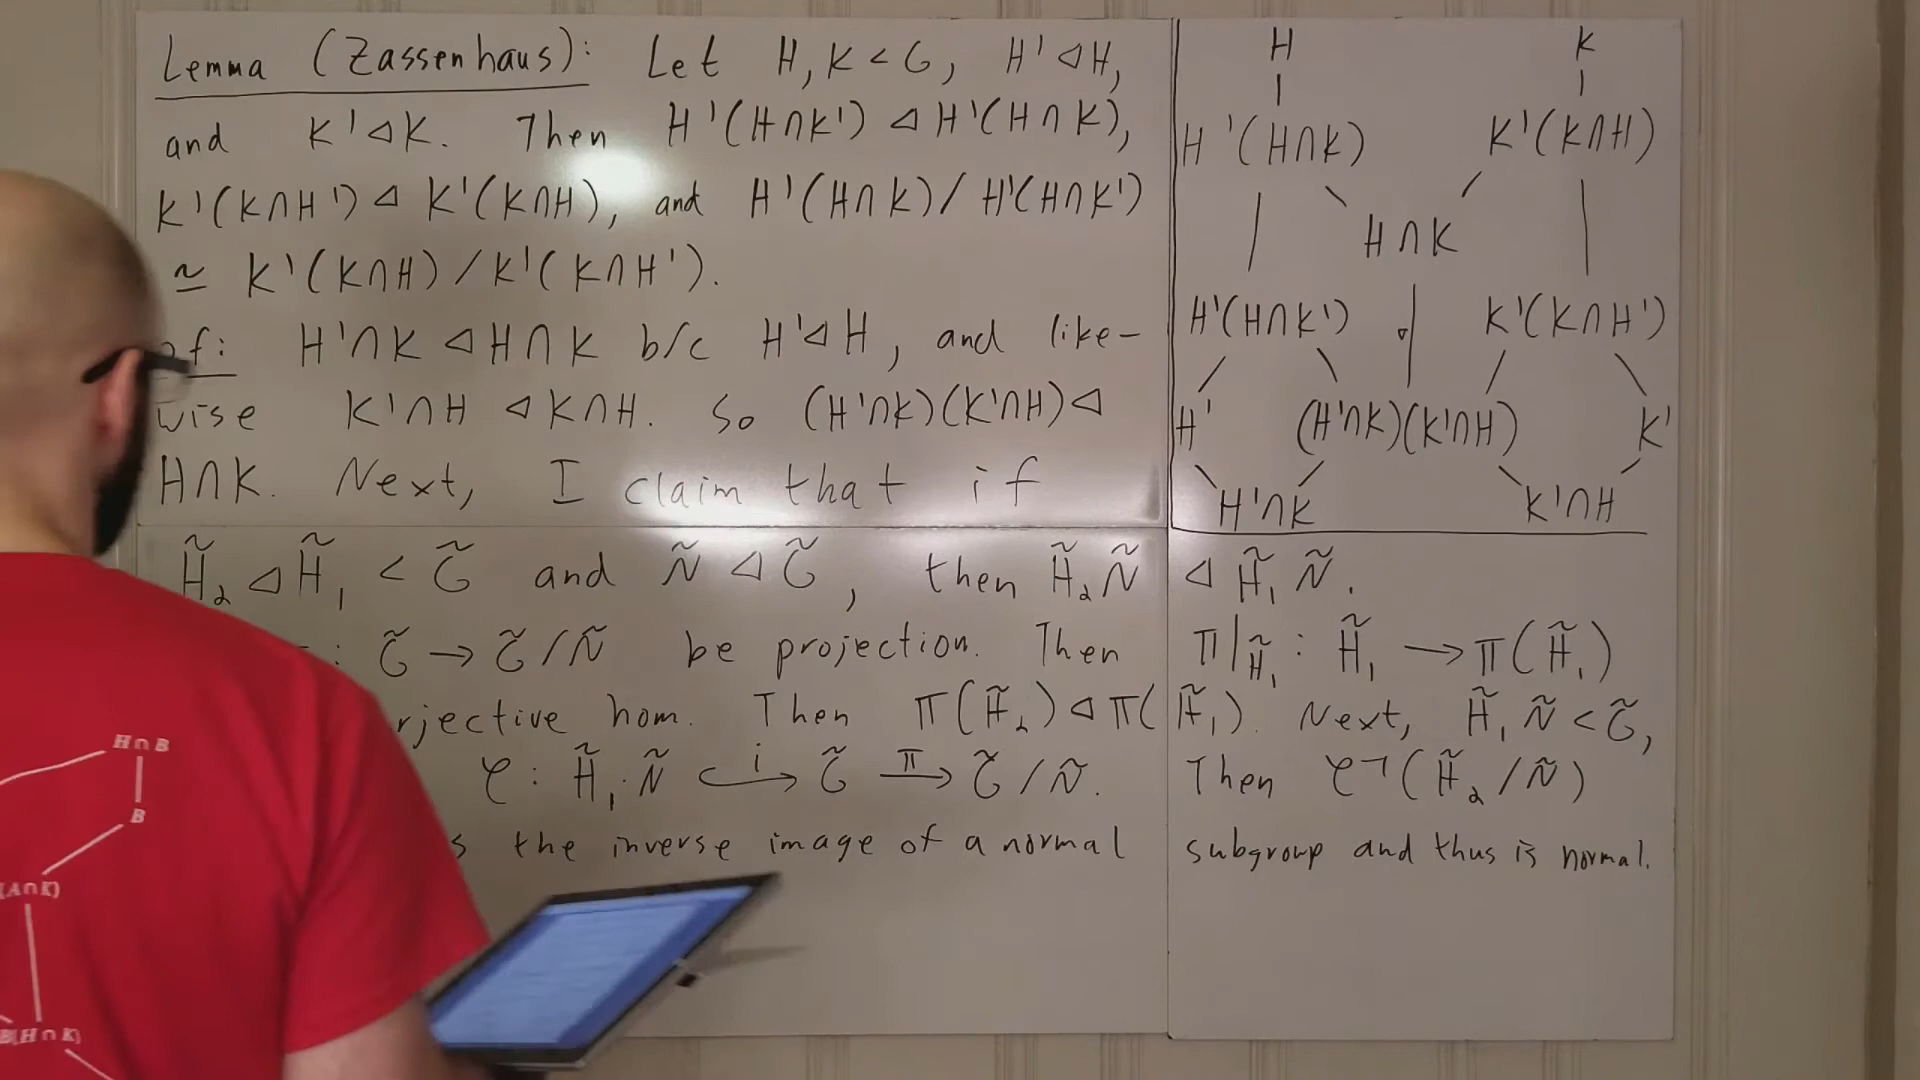 Lemma (Zassenhaus): Let H, K < G, H' ⊲ H,
and K' ⊲ K. Then H'(H∩K') ⊲ H'(H∩K),
K'(K∩H') ⊲ K'(K∩H), and H'(H∩K)/H'(H∩K')
≃ K'(K∩H)/K'(K∩H').
f: H'∩K ⊲ H∩K b/c H' ⊲ H, and like-
wise K'∩H ⊲ K∩H. So (H'∩K)(K'∩H) ⊲
H∩K. Next, I claim that if
H̃₂ ⊲ H̃₁ < G̃ and Ñ ⊲ G̃, then H̃₂Ñ ⊲ H̃₁Ñ.
: G̃ → G̃/Ñ be projection. Then π|H̃₁ : H̃₁ → π(H̃₁)
rjective hom. Then π(H̃₂) ⊲ π(H̃₁). Next, H̃₁Ñ < G̃,
φ : H̃₁·Ñ ↪ⁱ G̃ →^π G̃/Ñ. Then φ⁻¹(H̃₂/Ñ)
s the inverse image of a normal subgroup and thus is normal.
H K
H'(H∩K) K'(K∩H)
H∩K
H'(H∩K') K'(K∩H')
H' (H'∩K)(K'∩H) K'
H'∩K K'∩H
H∩B
B
(A∩K)
B(H∩K)